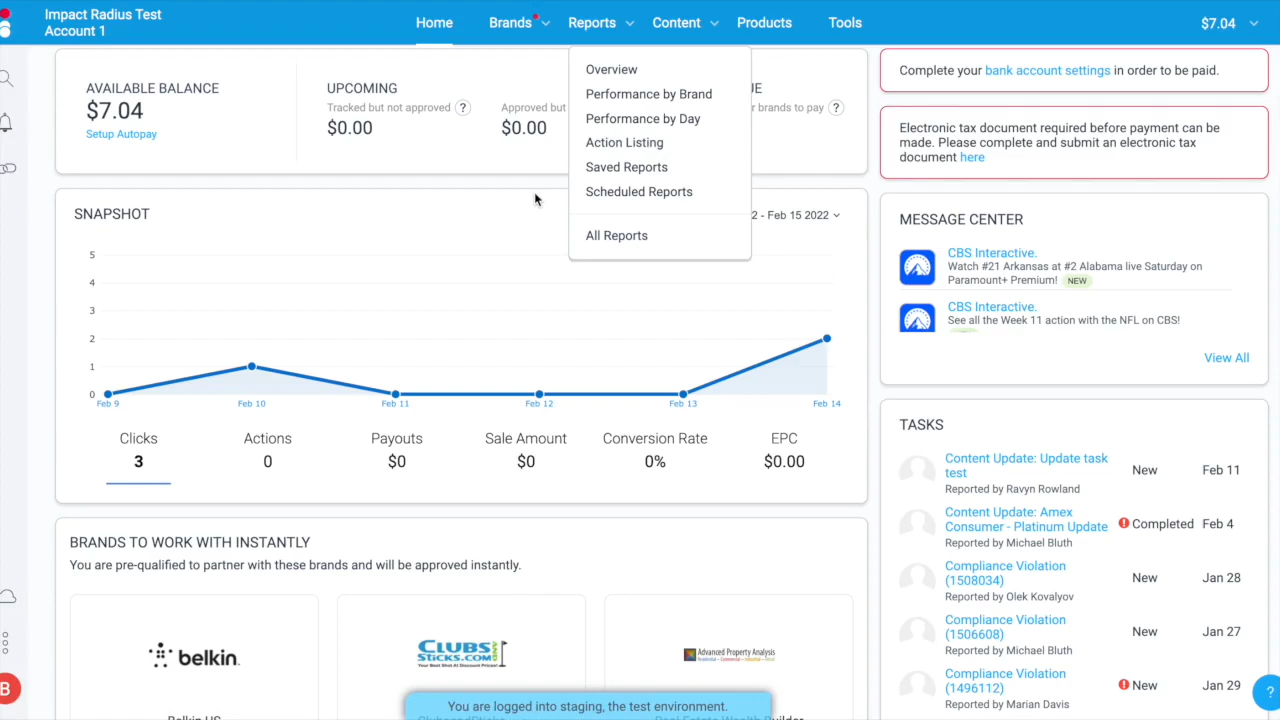 Impact Radius Test
Account 1
Home
Brands
Reports
Content
Products
Tools
$7.04
AVAILABLE BALANCE
$7.04
Setup Autopay
UPCOMING
Tracked but not approved ?
$0.00
Approved but
$0.00
Overview
Performance by Brand
Performance by Day
Action Listing
Saved Reports
Scheduled Reports
All Reports
UE
r brands to pay ?
Complete your bank account settings in order to be paid.
Electronic tax document required before payment can be
made. Please complete and submit an electronic tax
document here
SNAPSHOT
2 - Feb 15 2022
5
4
3
2
1
0
Feb 9
Feb 10
Feb 11
Feb 12
Feb 13
Feb 14
Clicks
3
Actions
0
Payouts
$0
Sale Amount
$0
Conversion Rate
0%
EPC
$0.00
MESSAGE CENTER
CBS Interactive.
Watch #21 Arkansas at #2 Alabama live Saturday on
Paramount+ Premium! NEW
CBS Interactive.
See all the Week 11 action with the NFL on CBS!
View All
TASKS
Content Update: Update task
test
Reported by Ravyn Rowland
New
Feb 11
Content Update: Amex
Consumer - Platinum Update
Reported by Michael Bluth
Completed
Feb 4
Compliance Violation
(1508034)
Reported by Olek Kovalyov
New
Jan 28
Compliance Violation
(1506608)
Reported by Michael Bluth
New
Jan 27
Compliance Violation
(1496112)
Reported by Marian Davis
New
Jan 29
BRANDS TO WORK WITH INSTANTLY
You are pre-qualified to partner with these brands and will be approved instantly.
belkin
CLUBS
STICKS.COM
Your Best Shot At Discount Prices!
Advanced Property Analysis
Belkin US
You are logged into staging, the test environment.
B
?